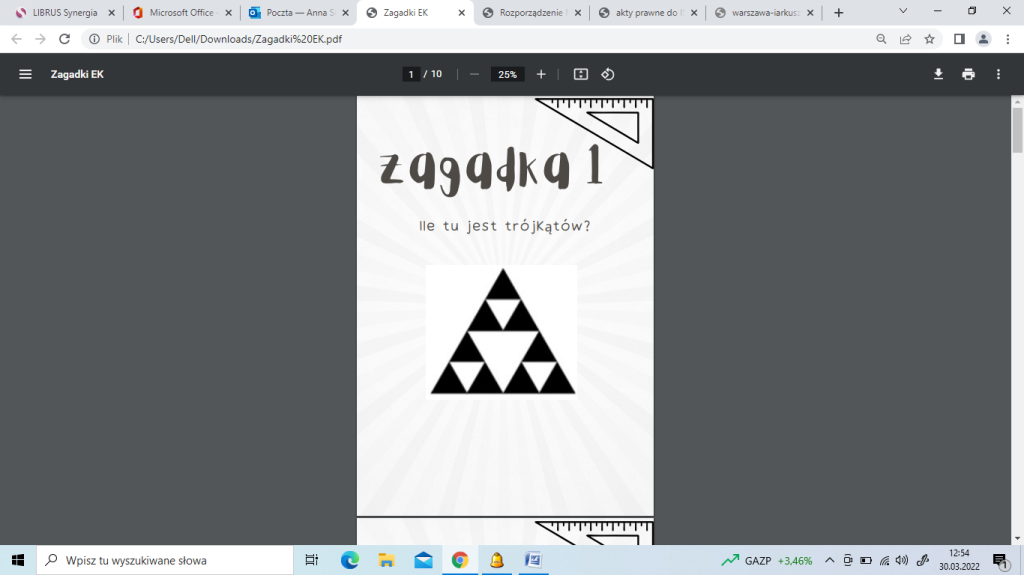 LIBRUS Synergia
Microsoft Office -
Poczta — Anna S
Zagadki EK
Rozporządzenie
akty prawne do
warszawa-iarkusz
Plik
C:/Users/Dell/Downloads/Zagadki%20EK.pdf
Zagadki EK
1 / 10
25%
zagadka 1
Ile tu jest trójkątów?
Wpisz tu wyszukiwane słowa
GAZP +3,46%
12:54
30.03.2022
1